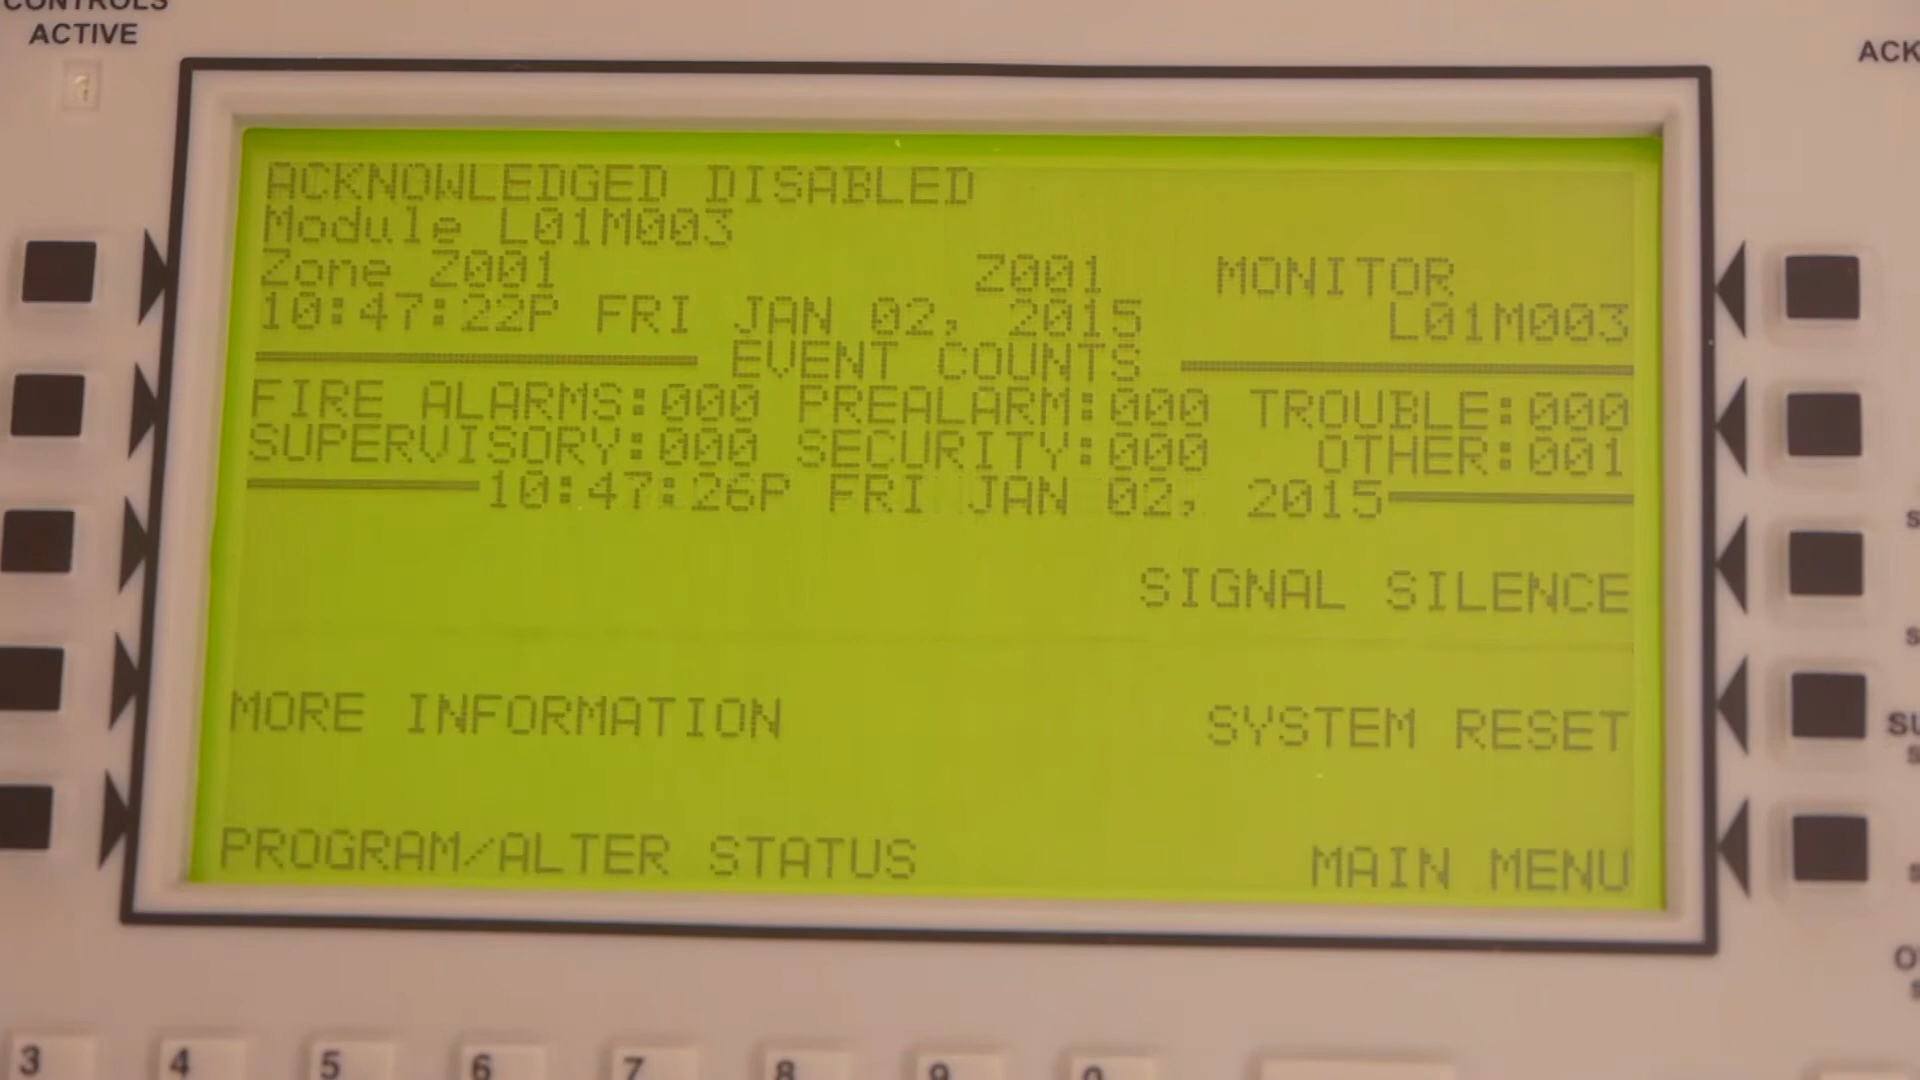 CONTROLS
ACTIVE
ACK
ACKNOWLEDGED DISABLED
Module L01M003
Zone Z001 Z001 MONITOR
10:47:22P FRI JAN 02, 2015 L01M003
EVENT COUNTS
FIRE ALARMS:000 PREALARM:000 TROUBLE:000
SUPERVISORY:000 SECURITY:000 OTHER:001
10:47:26P FRI JAN 02, 2015
SIGNAL SILENCE
MORE INFORMATION SYSTEM RESET
PROGRAM/ALTER STATUS MAIN MENU
3 4 5 6 7 8 9 0